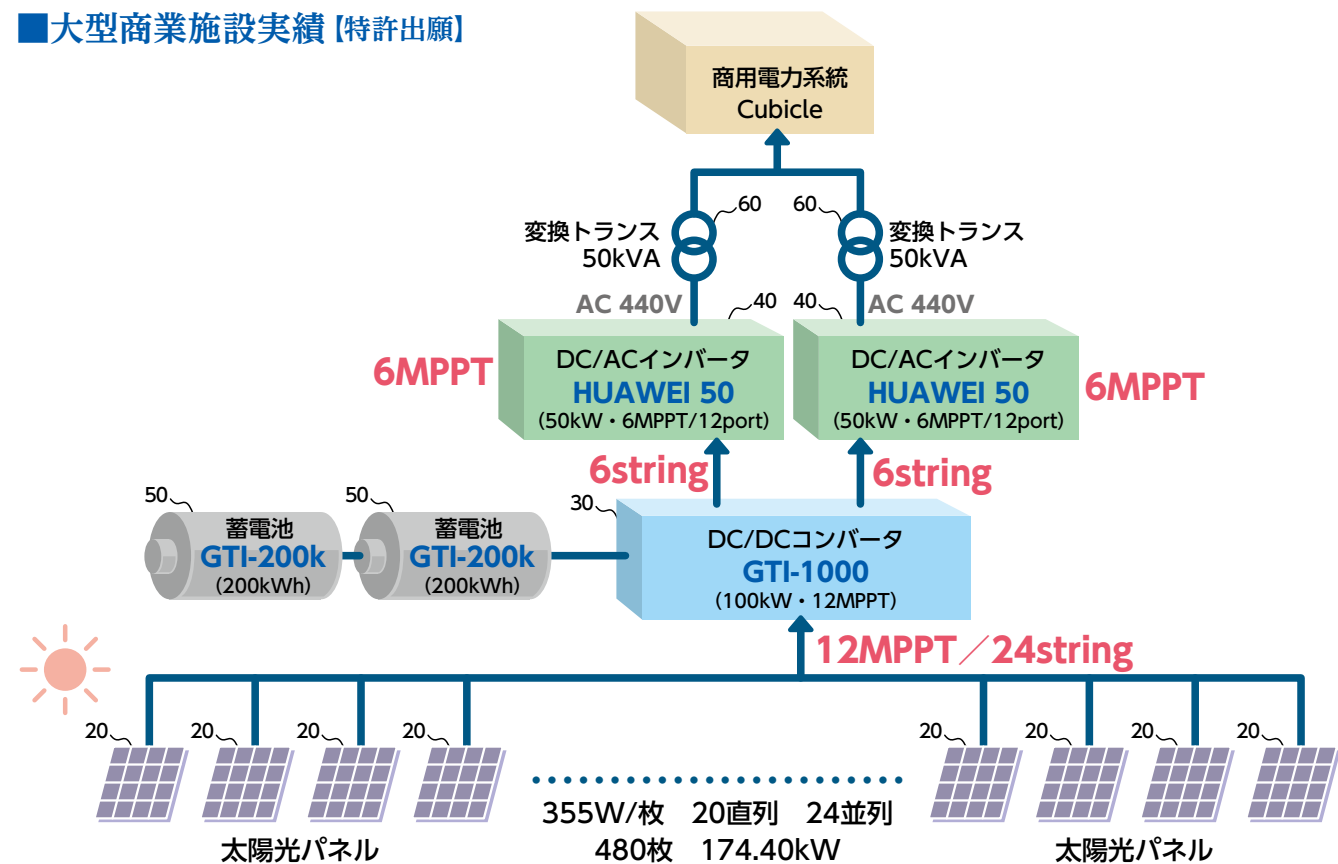 ■大型商業施設実績【特許出願】
商用電力系統
Cubicle
60
60
変換トランス
50kVA
変換トランス
50kVA
AC 440V
40
40
AC 440V
6MPPT
DC/ACインバータ
HUAWEI 50
(50kW・6MPPT/12port)
DC/ACインバータ
HUAWEI 50
(50kW・6MPPT/12port)
6MPPT
6string
6string
50
蓄電池
GTI-200k
(200kWh)
50
蓄電池
GTI-200k
(200kWh)
30
DC/DCコンバータ
GTI-1000
(100kW・12MPPT)
12MPPT／24string
20
20
20
20
20
20
20
20
355W/枚 20直列 24並列
480枚 174.40kW
太陽光パネル
太陽光パネル